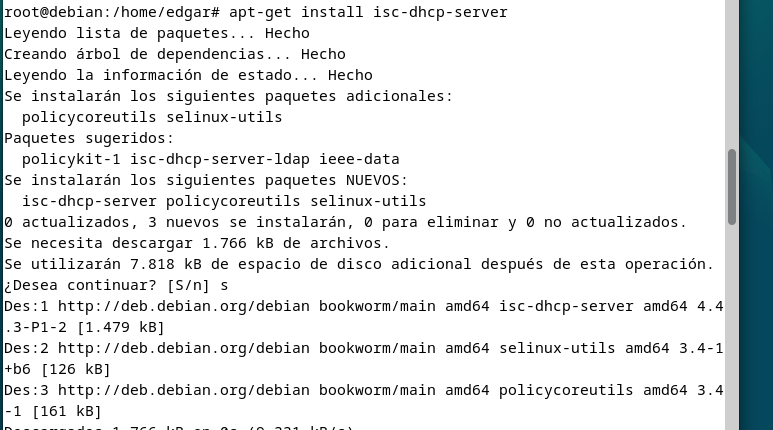 root@debian:/home/edgar# apt-get install isc-dhcp-server
Leyendo lista de paquetes... Hecho
Creando árbol de dependencias... Hecho
Leyendo la información de estado... Hecho
Se instalarán los siguientes paquetes adicionales:
  policycoreutils selinux-utils
Paquetes sugeridos:
  policykit-1 isc-dhcp-server-ldap ieee-data
Se instalarán los siguientes paquetes NUEVOS:
  isc-dhcp-server policycoreutils selinux-utils
0 actualizados, 3 nuevos se instalarán, 0 para eliminar y 0 no actualizados.
Se necesita descargar 1.766 kB de archivos.
Se utilizarán 7.818 kB de espacio de disco adicional después de esta operación.
¿Desea continuar? [S/n] s
Des:1 http://deb.debian.org/debian bookworm/main amd64 isc-dhcp-server amd64 4.4
.3-P1-2 [1.479 kB]
Des:2 http://deb.debian.org/debian bookworm/main amd64 selinux-utils amd64 3.4-1
+b6 [126 kB]
Des:3 http://deb.debian.org/debian bookworm/main amd64 policycoreutils amd64 3.4
-1 [161 kB]
Descargados 1.766 kB en 0s